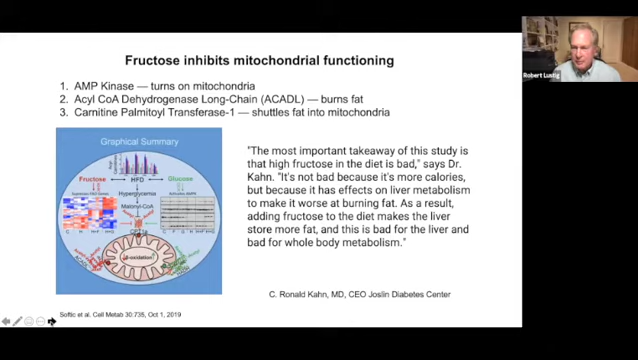 Fructose inhibits mitochondrial functioning
Robert Lustig
1. AMP Kinase — turns on mitochondria
2. Acyl CoA Dehydrogenase Long-Chain (ACADL) — burns fat
3. Carnitine Palmitoyl Transferase-1 — shuttles fat into mitochondria
Graphical Summary
Fructose
HFD
Glucose
Hyperglycemia
Malonyl-CoA
CPT1a
β-oxidation
ACADL
"The most important takeaway of this study is
that high fructose in the diet is bad," says Dr.
Kahn. "It's not bad because it's more calories,
but because it has effects on liver metabolism
to make it worse at burning fat. As a result,
adding fructose to the diet makes the liver
store more fat, and this is bad for the liver and
bad for whole body metabolism."
C. Ronald Kahn, MD, CEO Joslin Diabetes Center
Softic et al. Cell Metab 30:735, Oct 1, 2019